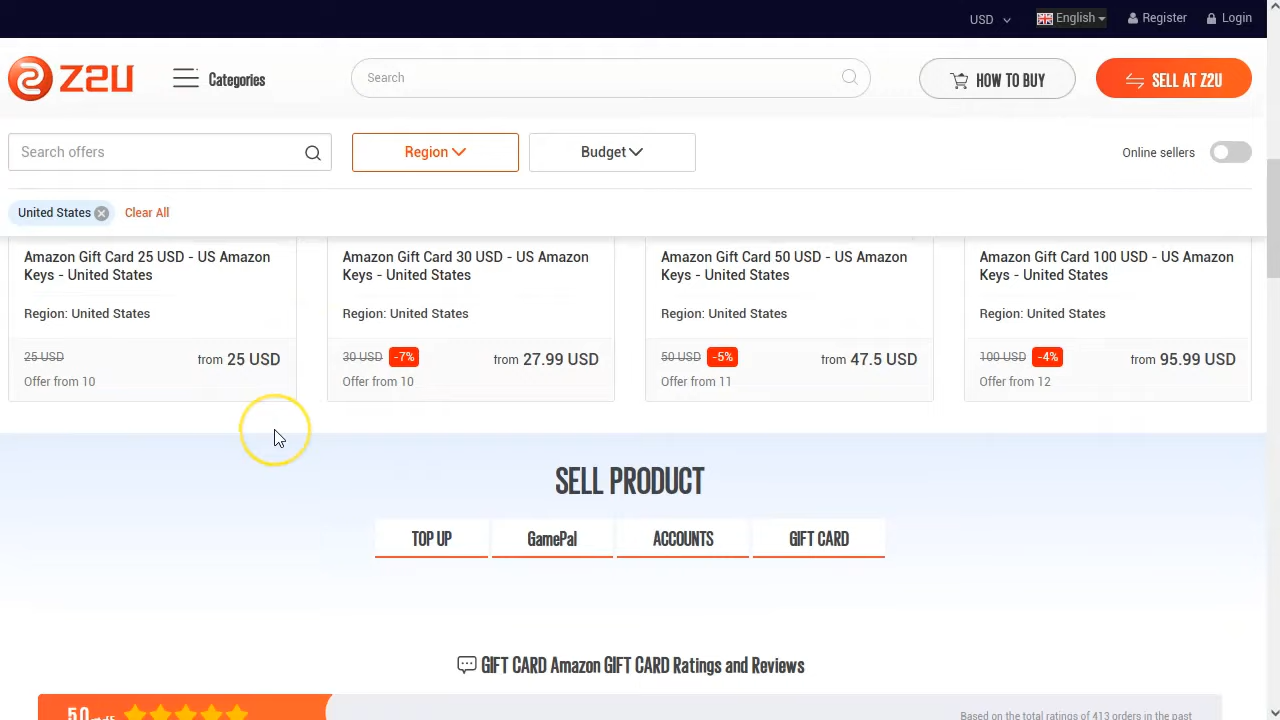 USD
English
Register
Login
Z2U
Categories
Search
HOW TO BUY
SELL AT Z2U
Search offers
Region
Budget
Online sellers
United States
Clear All
Amazon Gift Card 25 USD - US Amazon
Keys - United States
Region: United States
25 USD
from 25 USD
Offer from 10
Amazon Gift Card 30 USD - US Amazon
Keys - United States
Region: United States
30 USD -7%
from 27.99 USD
Offer from 10
Amazon Gift Card 50 USD - US Amazon
Keys - United States
Region: United States
50 USD -5%
from 47.5 USD
Offer from 11
Amazon Gift Card 100 USD - US Amazon
Keys - United States
Region: United States
100 USD -4%
from 95.99 USD
Offer from 12
SELL PRODUCT
TOP UP
GamePal
ACCOUNTS
GIFT CARD
GIFT CARD Amazon GIFT CARD Ratings and Reviews
5.0
Based on the total ratings of 413 orders in the past